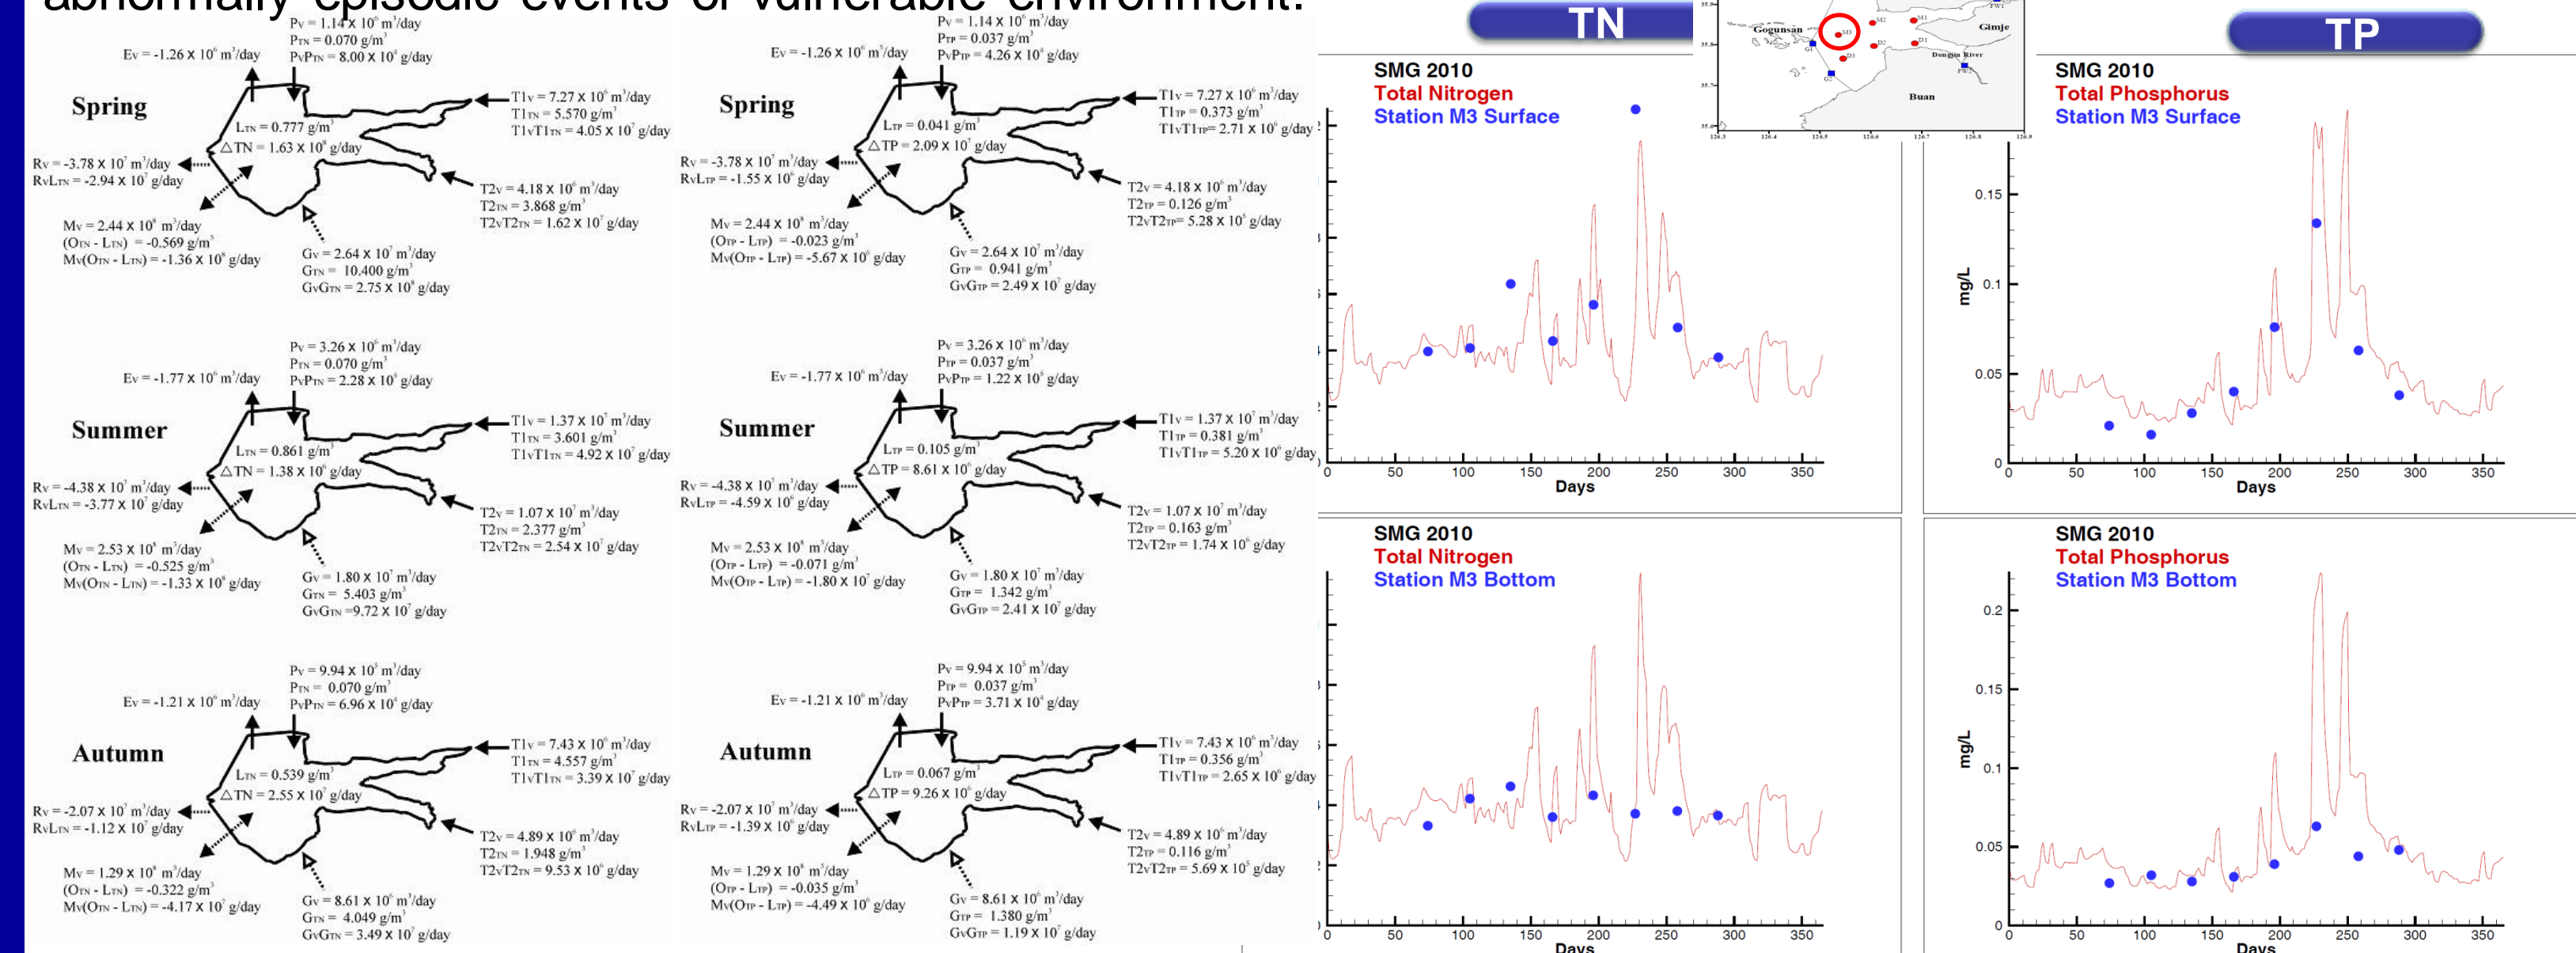 abnormally episodic events or vulnerable environment.
Pv = 1.14 X 10⁶ m³/day
PTN = 0.070 g/m³
PvPTN = 8.00 X 10⁴ g/day
Ev = -1.26 X 10⁶ m³/day
Spring
LTN = 0.777 g/m³
△TN = 1.63 X 10⁸ g/day
T1v = 7.27 X 10⁶ m³/day
T1TN = 5.570 g/m³
T1vT1TN = 4.05 X 10⁷ g/day
Rv = -3.78 X 10⁷ m³/day
RvLTN = -2.94 X 10⁷ g/day
T2v = 4.18 X 10⁶ m³/day
T2TN = 3.868 g/m³
T2vT2TN = 1.62 X 10⁷ g/day
Mv = 2.44 X 10⁸ m³/day
(OTN - LTN) = -0.569 g/m³
Mv(OTN - LTN) = -1.36 X 10⁸ g/day
Gv = 2.64 X 10⁷ m³/day
GTN = 10.400 g/m³
GvGTN = 2.75 X 10⁸ g/day
Pv = 3.26 X 10⁶ m³/day
PTN = 0.070 g/m³
PvPTN = 2.28 X 10⁵ g/day
Ev = -1.77 X 10⁶ m³/day
Summer
LTN = 0.861 g/m³
△TN = 1.38 X 10⁶ g/day
T1v = 1.37 X 10⁷ m³/day
T1TN = 3.601 g/m³
T1vT1TN = 4.92 X 10⁷ g/day
Rv = -4.38 X 10⁷ m³/day
RvLTN = -3.77 X 10⁷ g/day
T2v = 1.07 X 10⁷ m³/day
T2TN = 2.377 g/m³
T2vT2TN = 2.54 X 10⁷ g/day
Mv = 2.53 X 10⁸ m³/day
(OTN - LTN) = -0.525 g/m³
Mv(OTN - LTN) = -1.33 X 10⁸ g/day
Gv = 1.80 X 10⁷ m³/day
GTN = 5.403 g/m³
GvGTN =9.72 X 10⁷ g/day
Pv = 9.94 X 10⁵ m³/day
PTN = 0.070 g/m³
PvPTN = 6.96 X 10⁴ g/day
Ev = -1.21 X 10⁶ m³/day
Autumn
LTN = 0.539 g/m³
△TN = 2.55 X 10⁷ g/day
T1v = 7.43 X 10⁶ m³/day
T1TN = 4.557 g/m³
T1vT1TN = 3.39 X 10⁷ g/day
Rv = -2.07 X 10⁷ m³/day
RvLTN = -1.12 X 10⁷ g/day
T2v = 4.89 X 10⁶ m³/day
T2TN = 1.948 g/m³
T2vT2TN = 9.53 X 10⁶ g/day
Mv = 1.29 X 10⁸ m³/day
(OTN - LTN) = -0.322 g/m³
Mv(OTN - LTN) = -4.17 X 10⁷ g/day
Gv = 8.61 X 10⁶ m³/day
GTN = 4.049 g/m³
GvGTN = 3.49 X 10⁷ g/day
Pv = 1.14 X 10⁶ m³/day
PTP = 0.037 g/m³
PvPTP = 4.26 X 10⁴ g/day
Ev = -1.26 X 10⁶ m³/day
Spring
LTP = 0.041 g/m³
△TP = 2.09 X 10⁷ g/day
T1v = 7.27 X 10⁶ m³/day
T1TP = 0.373 g/m³
T1vT1TP= 2.71 X 10⁶ g/day
Rv = -3.78 X 10⁷ m³/day
RvLTP = -1.55 X 10⁶ g/day
T2v = 4.18 X 10⁶ m³/day
T2TP = 0.126 g/m³
T2vT2TP= 5.28 X 10⁵ g/day
Mv = 2.44 X 10⁸ m³/day
(OTP - LTP) = -0.023 g/m³
Mv(OTP - LTP) = -5.67 X 10⁶ g/day
Gv = 2.64 X 10⁷ m³/day
GTP = 0.941 g/m³
GvGTP = 2.49 X 10⁷ g/day
Pv = 3.26 X 10⁶ m³/day
PTP = 0.037 g/m³
PvPTP = 1.22 X 10⁵ g/day
Ev = -1.77 X 10⁶ m³/day
Summer
LTP = 0.105 g/m³
△TP = 8.61 X 10⁶ g/day
T1v = 1.37 X 10⁷ m³/day
T1TP = 0.381 g/m³
T1vT1TP = 5.20 X 10⁶ g/day
Rv = -4.38 X 10⁷ m³/day
RvLTP = -4.59 X 10⁶ g/day
T2v = 1.07 X 10⁷ m³/day
T2TP = 0.163 g/m³
T2vT2TP = 1.74 X 10⁶ g/day
Mv = 2.53 X 10⁸ m³/day
(OTP - LTP) = -0.071 g/m³
Mv(OTP - LTP) = -1.80 X 10⁷ g/day
Gv = 1.80 X 10⁷ m³/day
GTP = 1.342 g/m³
GvGTP = 2.41 X 10⁷ g/day
Pv = 9.94 X 10⁵ m³/day
PTP = 0.037 g/m³
PvPTP = 3.71 X 10⁴ g/day
Ev = -1.21 X 10⁶ m³/day
Autumn
LTP = 0.067 g/m³
△TP = 9.26 X 10⁶ g/day
T1v = 7.43 X 10⁶ m³/day
T1TP = 0.356 g/m³
T1vT1TP = 2.65 X 10⁶ g/day
Rv = -2.07 X 10⁷ m³/day
RvLTP = -1.39 X 10⁶ g/day
T2v = 4.89 X 10⁶ m³/day
T2TP = 0.116 g/m³
T2vT2TP = 5.69 X 10⁵ g/day
Mv = 1.29 X 10⁸ m³/day
(OTP - LTP) = -0.035 g/m³
Mv(OTP - LTP) = -4.49 X 10⁶ g/day
Gv = 8.61 X 10⁶ m³/day
GTP = 1.380 g/m³
GvGTP = 1.19 X 10⁷ g/day
TN
SMG 2010
Total Nitrogen
Station M3 Surface
0 50 100 150 200 250 300 350
Days
SMG 2010
Total Nitrogen
Station M3 Bottom
0 50 100 150 200 250 300 350
Days
Gogunsan
M3
M2
M1
D2
D1
D3
G1
G2
FW1
Gimje
Dongjin River
FW2
Buan
126.3 126.4 126.5 126.6 126.7 126.8 126.9
TP
SMG 2010
Total Phosphorus
Station M3 Surface
mg/L
0.15
0.1
0.05
0
0 50 100 150 200 250 300 350
Days
SMG 2010
Total Phosphorus
Station M3 Bottom
mg/L
0.2
0.15
0.1
0.05
0
0 50 100 150 200 250 300 350
Days